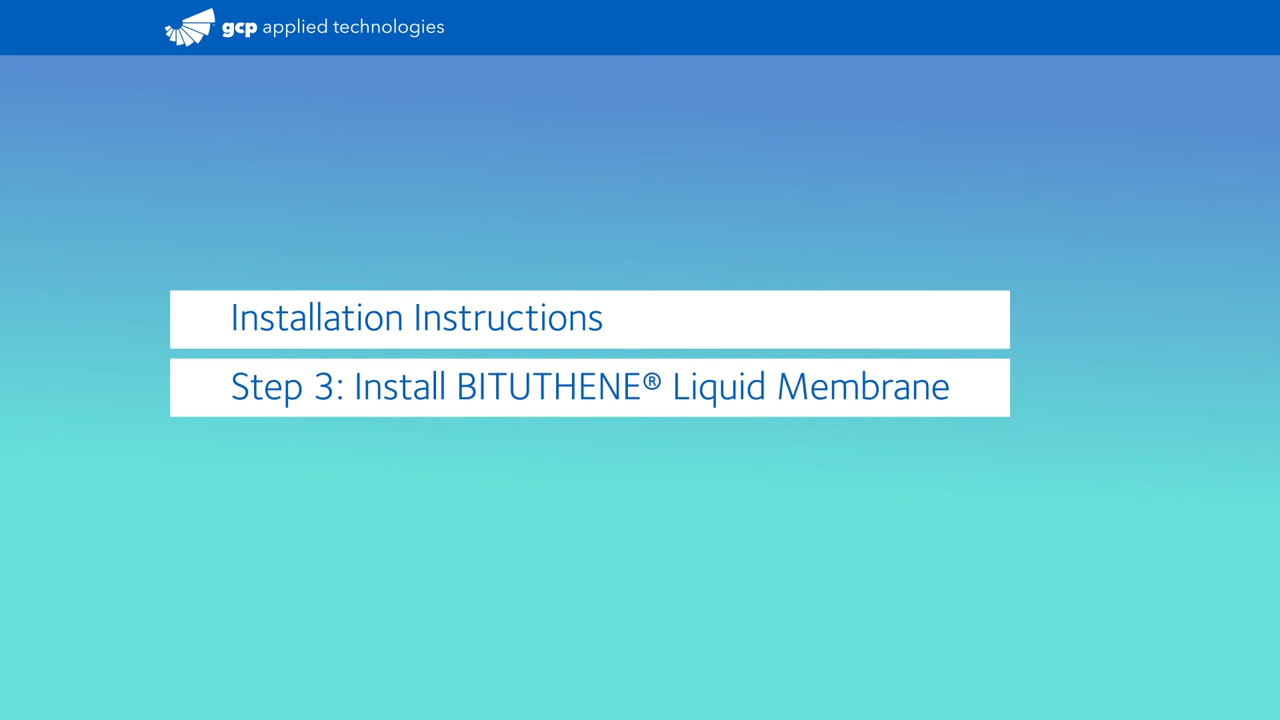 gcp applied technologies
Installation Instructions
Step 3: Install BITUTHENE® Liquid Membrane